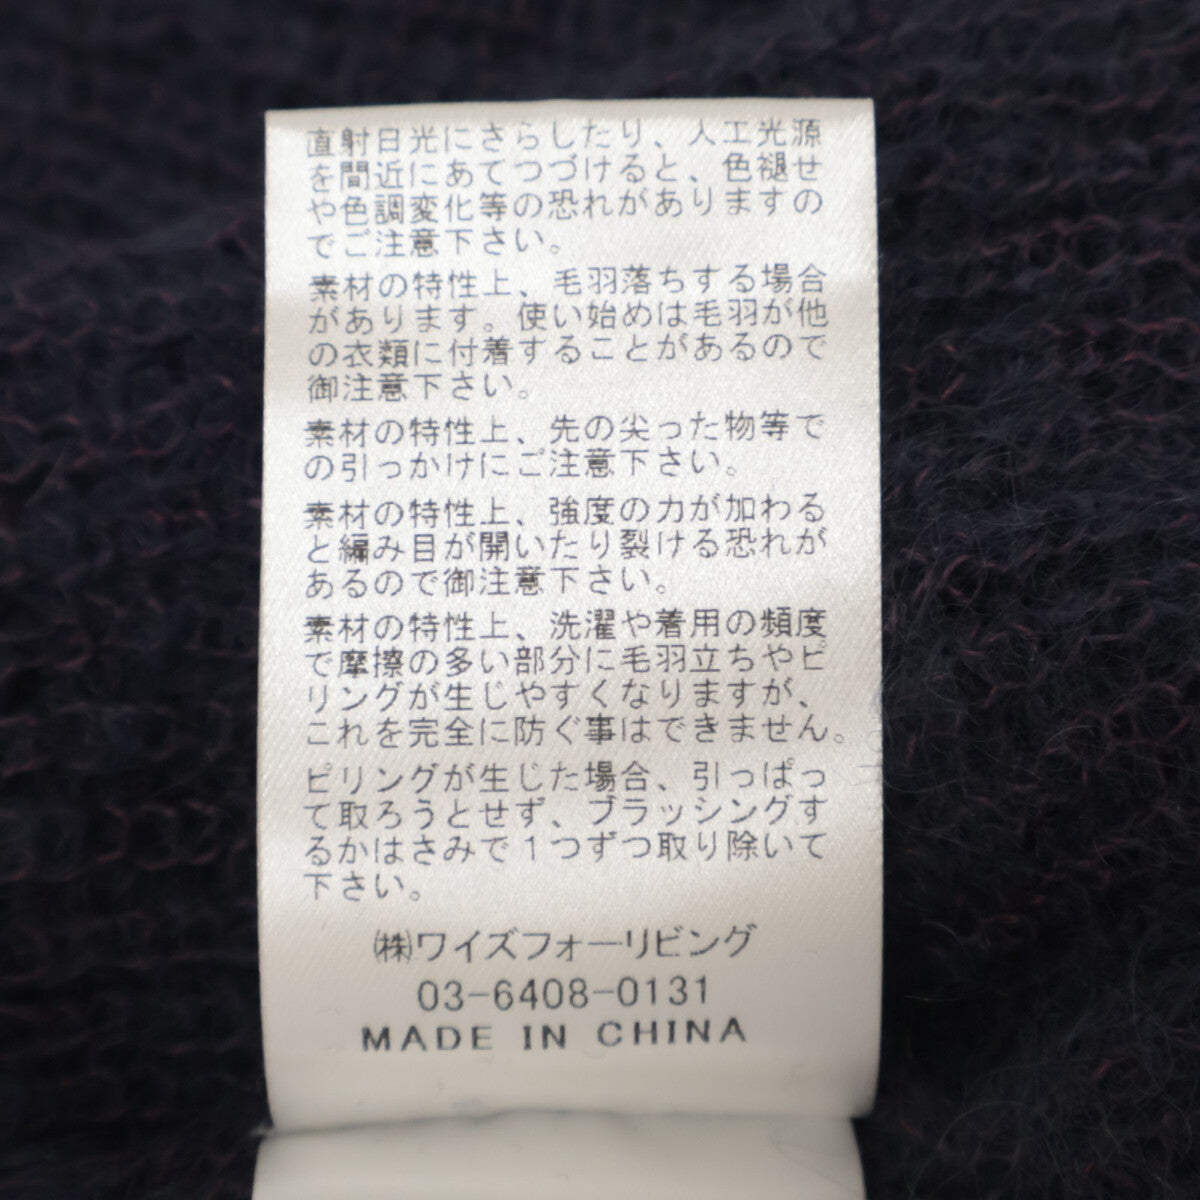 直射日光にさらしたり、人工光源
を間近にあてつづけると、色褪せ
や色調変化等の恐れがありますの
でご注意下さい。
素材の特性上、毛羽落ちする場合
があります。使い始めは毛羽が他
の衣類に付着することがあるので
御注意下さい。
素材の特性上、先の尖った物等で
の引っかけにご注意下さい。
素材の特性上、強度の力が加わる
と編み目が開いたり裂ける恐れが
あるので御注意下さい。
素材の特性上、洗濯や着用の頻度
で摩擦の多い部分に毛羽立ちやピ
リングが生じやすくなりますが、
これを完全に防ぐ事はできません。
ピリングが生じた場合、引っぱっ
て取ろうとせず、ブラッシングす
るかはさみで1つずつ取り除いて
下さい。
㈱ワイズフォーリビング
03-6408-0131
MADE IN CHINA